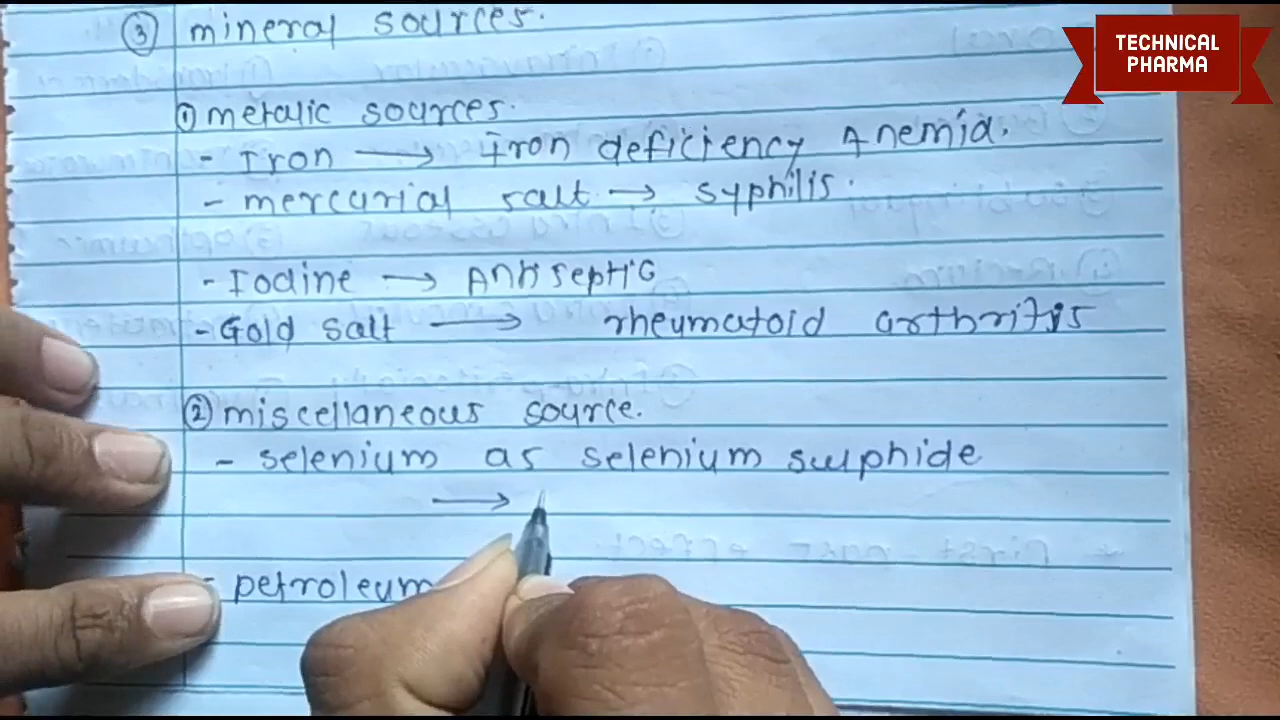 ③ mineral sources.
TECHNICAL
PHARMA
① metalic sources.
- Iron → Iron deficiency Anemia.
- mercurial salt → syphilis.
- Iodine → Antiseptic
- Gold salt → rheumatoid arthritis
② miscellaneous source.
- selenium as selenium sulphide
→
- petroleum